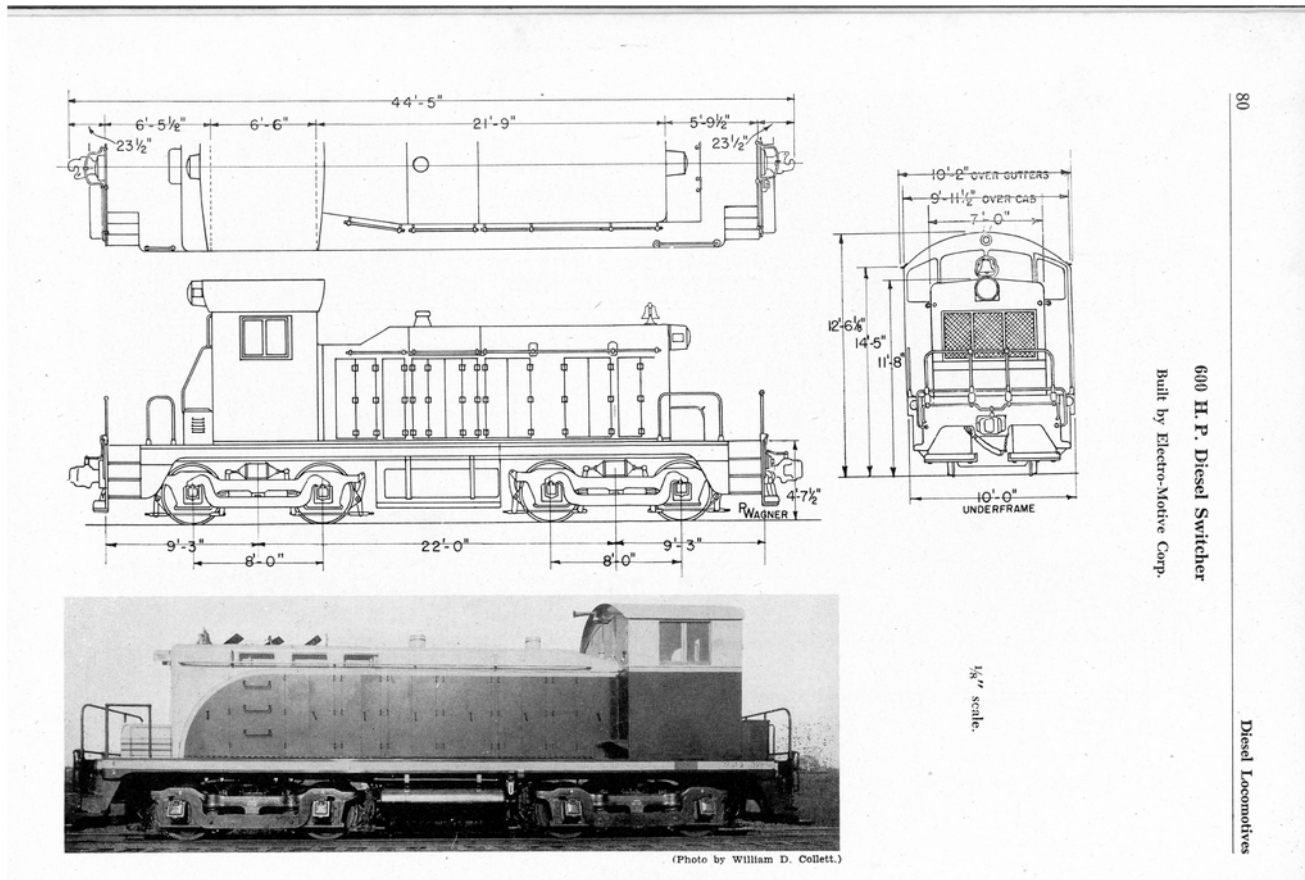 80
Diesel Locomotives
600 H. P. Diesel Switcher
Built by Electro-Motive Corp.
⅛″ scale.
44'-5"
6'-5½"
6'-6"
21'-9"
5'-9½"
23½"
23½"
10'-2" OVER GUTTERS
9'-11½" OVER CAB
7'-0"
12'-6⅛"
14'-5"
11'-8"
4'-7½"
R WAGNER
10'-0"
UNDERFRAME
9'-3"
22'-0"
9'-3"
8'-0"
8'-0"
(Photo by William D. Collett.)